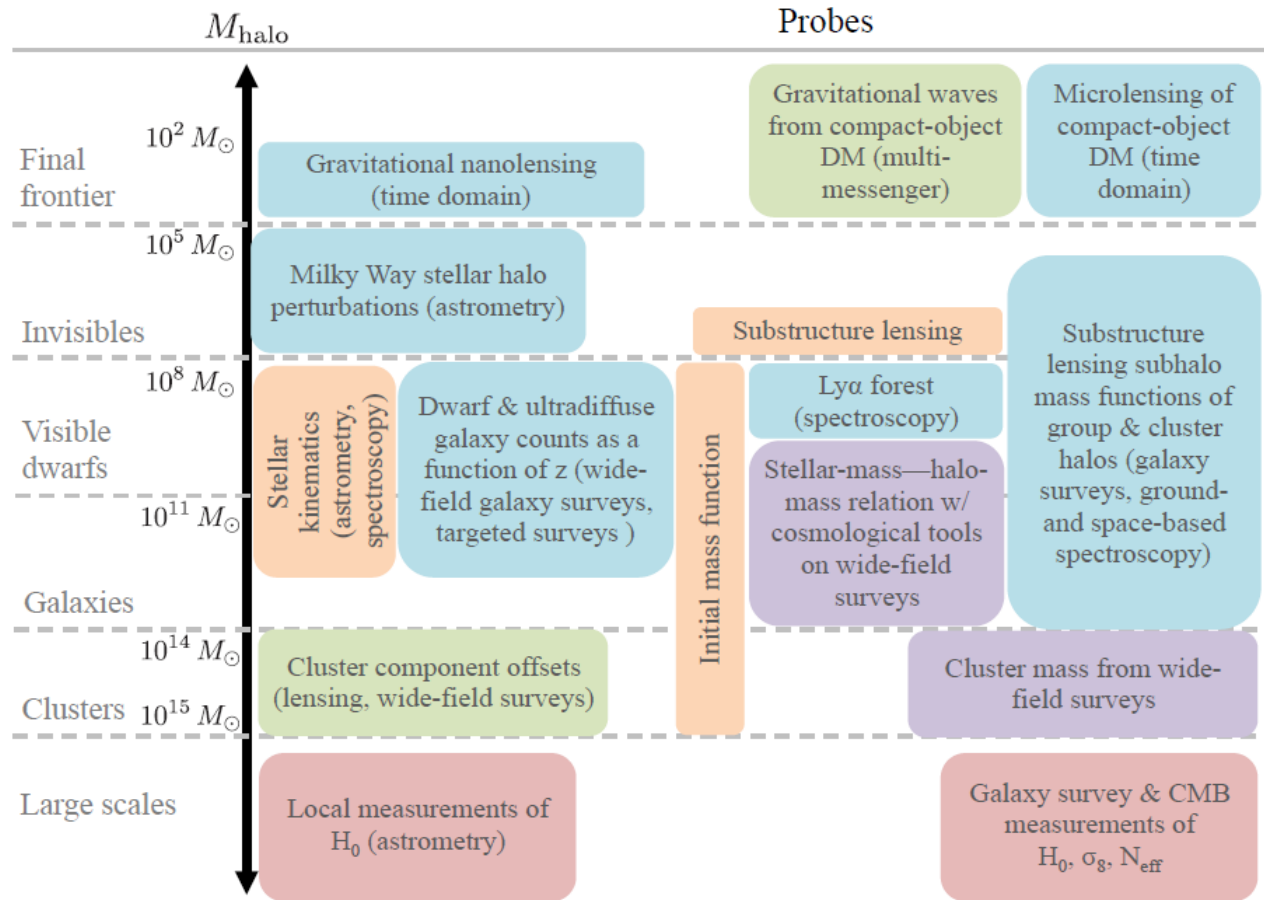 M_halo
Probes
Final
frontier
10^2 M_⊙
Gravitational nanolensing
(time domain)
Gravitational waves
from compact-object
DM (multi-
messenger)
Microlensing of
compact-object
DM (time
domain)
Invisibles
10^5 M_⊙
Milky Way stellar halo
perturbations (astrometry)
Substructure lensing
Substructure
lensing subhalo
mass functions of
group & cluster
halos (galaxy
surveys, ground-
and space-based
spectroscopy)
Visible
dwarfs
10^8 M_⊙
Stellar
kinematics
(astrometry,
spectroscopy)
Dwarf & ultradiffuse
galaxy counts as a
function of z (wide-
field galaxy surveys,
targeted surveys )
Initial mass function
Lyα forest
(spectroscopy)
Stellar-mass—halo-
mass relation w/
cosmological tools
on wide-field
surveys
10^11 M_⊙
Galaxies
10^14 M_⊙
Clusters
10^15 M_⊙
Cluster component offsets
(lensing, wide-field surveys)
Cluster mass from wide-
field surveys
Large scales
Local measurements of
H_0 (astrometry)
Galaxy survey & CMB
measurements of
H_0, σ_8, N_eff